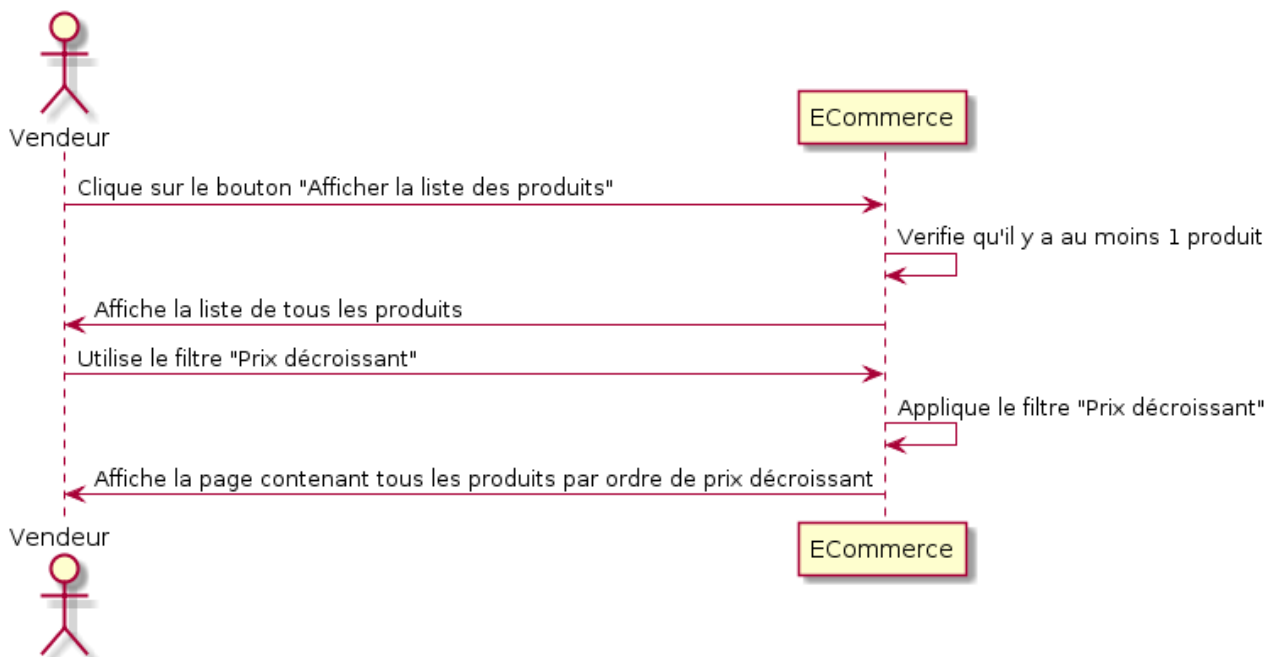 Vendeur
ECommerce
Clique sur le bouton "Afficher la liste des produits"
Verifie qu'il y a au moins 1 produit
Affiche la liste de tous les produits
Utilise le filtre "Prix décroissant"
Applique le filtre "Prix décroissant"
Affiche la page contenant tous les produits par ordre de prix décroissant
Vendeur
ECommerce